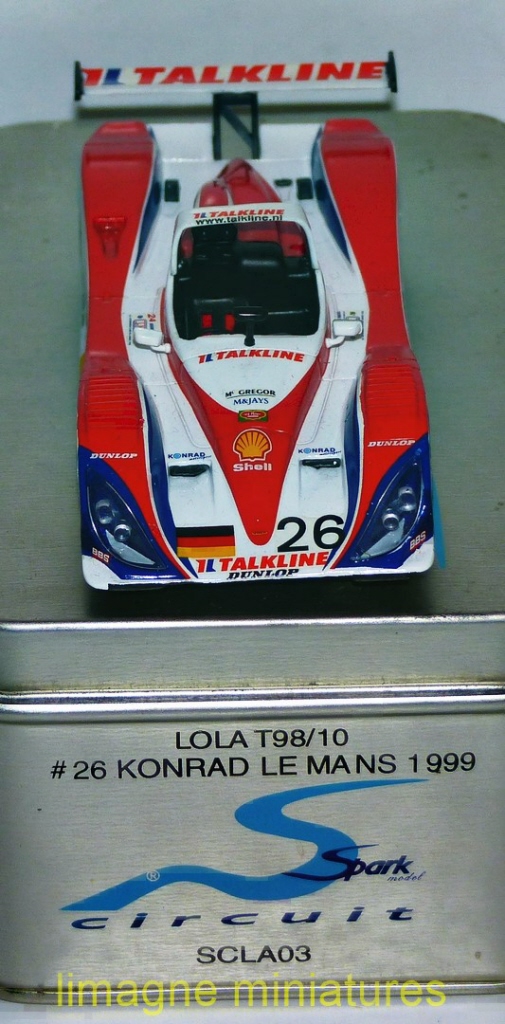 TALKLINE
TALKLINE
www.talkline.nl
TALKLINE
McGREGOR
M&JAYS
KONRAD
KONRAD
Shell
DUNLOP
DUNLOP
26
BBS
BBS
TALKLINE
DUNLOP
LOLA T98/10
# 26 KONRAD LE MANS 1999
Spark
model
®
circuit
SCLA03
limagne miniatures